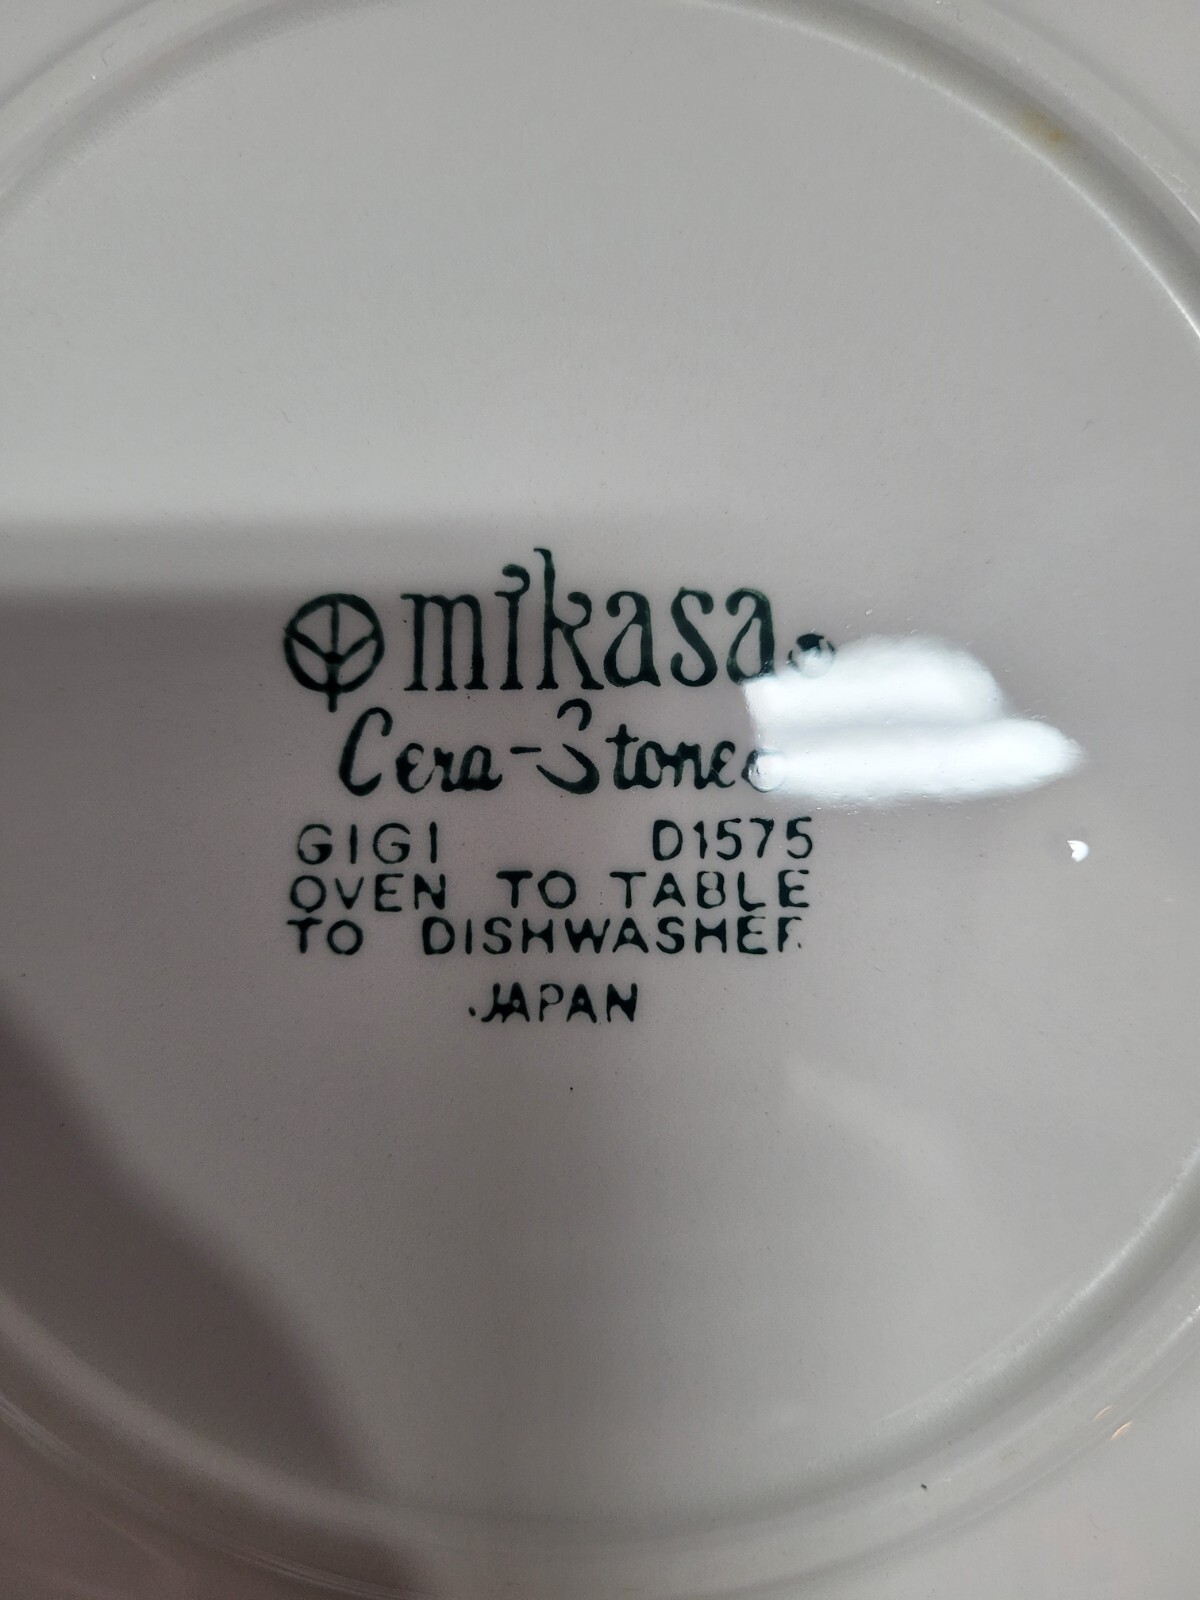 mikasa
Cera-Stone
GIGI D1575
OVEN TO TABLE
TO DISHWASHER
JAPAN